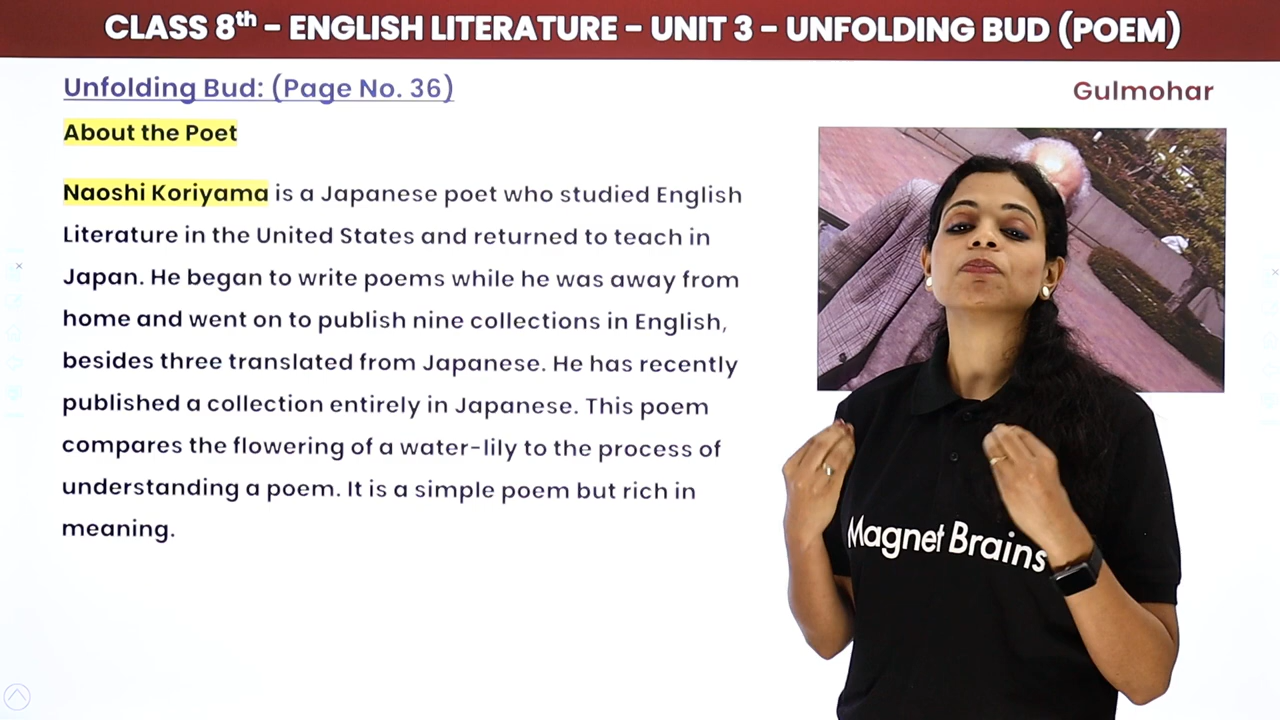 CLASS 8th - ENGLISH LITERATURE - UNIT 3 - UNFOLDING BUD (POEM)
Unfolding Bud: (Page No. 36)
Gulmohar
About the Poet
Naoshi Koriyama is a Japanese poet who studied English
Literature in the United States and returned to teach in
Japan. He began to write poems while he was away from
home and went on to publish nine collections in English,
besides three translated from Japanese. He has recently
published a collection entirely in Japanese. This poem
compares the flowering of a water-lily to the process of
understanding a poem. It is a simple poem but rich in
meaning.
Magnet Brains